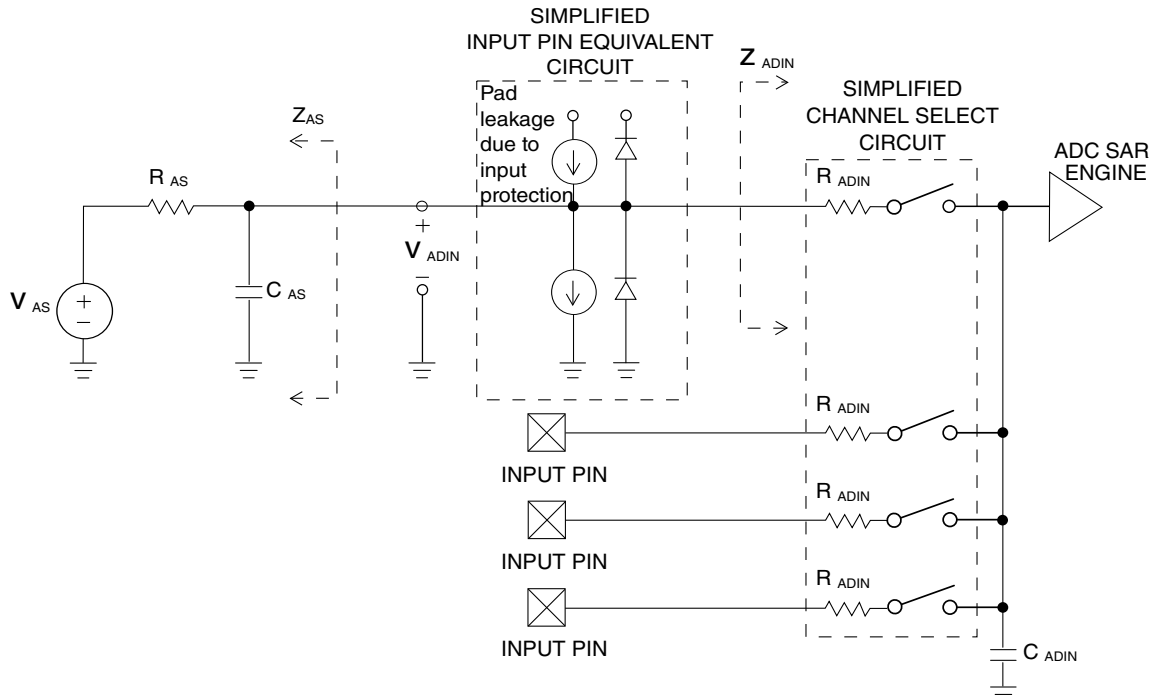 SIMPLIFIED
INPUT PIN EQUIVALENT
CIRCUIT
Z ADIN
SIMPLIFIED
CHANNEL SELECT
CIRCUIT
Pad
leakage
due to
input
protection
ZAS
R AS
R ADIN
ADC SAR
ENGINE
+
V ADIN
–
C AS
V AS
+
–
R ADIN
INPUT PIN
R ADIN
INPUT PIN
R ADIN
INPUT PIN
C ADIN